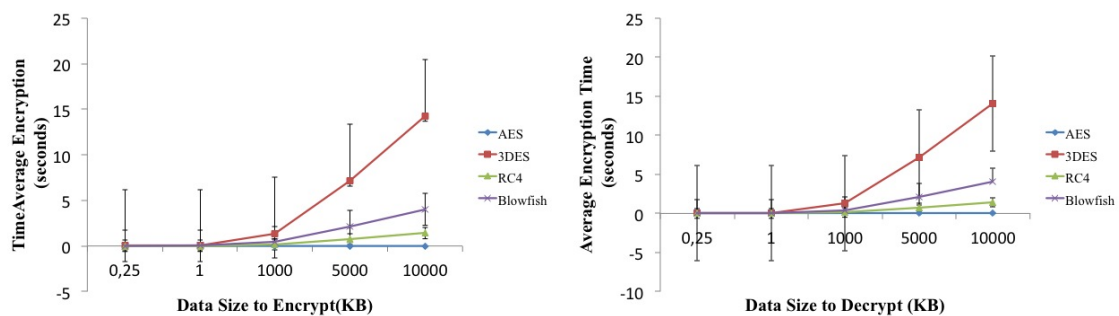 25
20
15
10
5
0
-5
TimeAverage Encryption
(seconds)
0,25 1 1000 5000 10000
Data Size to Encrypt(KB)
AES
3DES
RC4
Blowfish
25
20
15
10
5
0
-5
-10
Average Encryption Time
(seconds)
0,25 1 1000 5000 10000
Data Size to Decrypt (KB)
AES
3DES
RC4
Blowfish